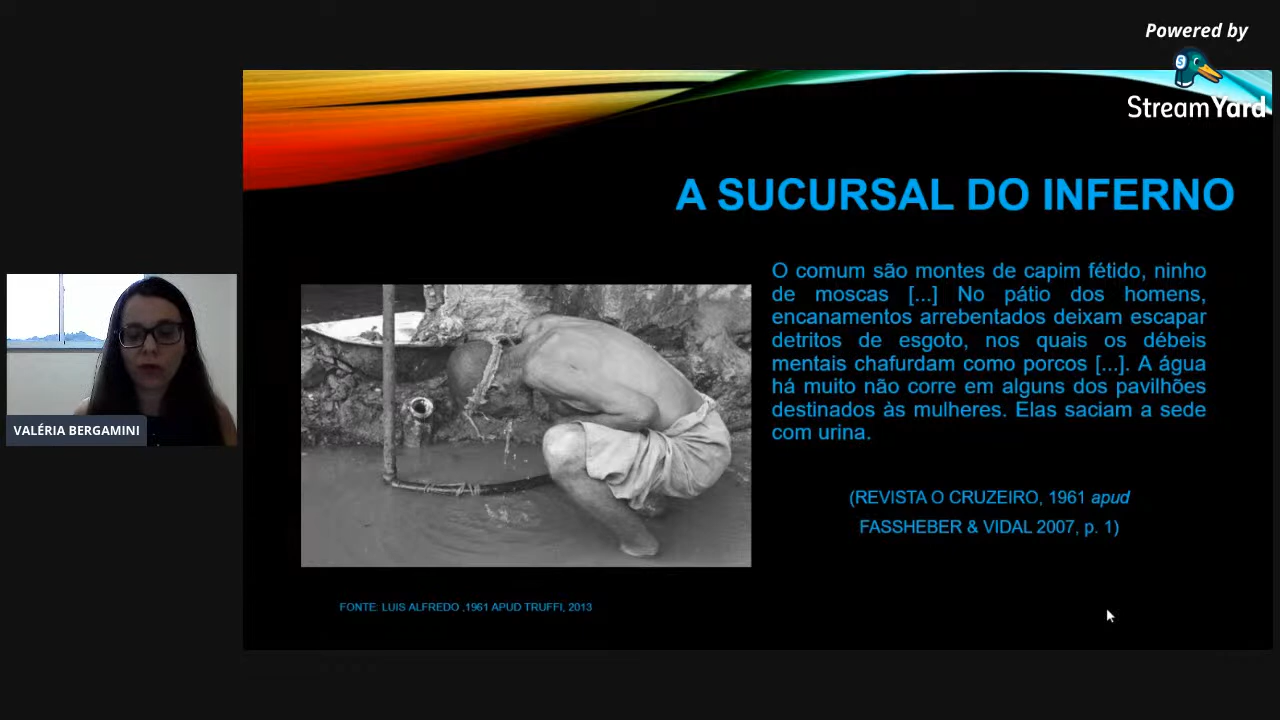 Powered by
StreamYard
A SUCURSAL DO INFERNO
O comum são montes de capim fétido, ninho
de moscas [...] No pátio dos homens,
encanamentos arrebentados deixam escapar
detritos de esgoto, nos quais os débeis
mentais chafurdam como porcos [...]. A água
há muito não corre em alguns dos pavilhões
destinados às mulheres. Elas saciam a sede
com urina.
(REVISTA O CRUZEIRO, 1961 apud
FASSHEBER & VIDAL 2007, p. 1)
FONTE: LUIS ALFREDO ,1961 APUD TRUFFI, 2013
VALÉRIA BERGAMINI